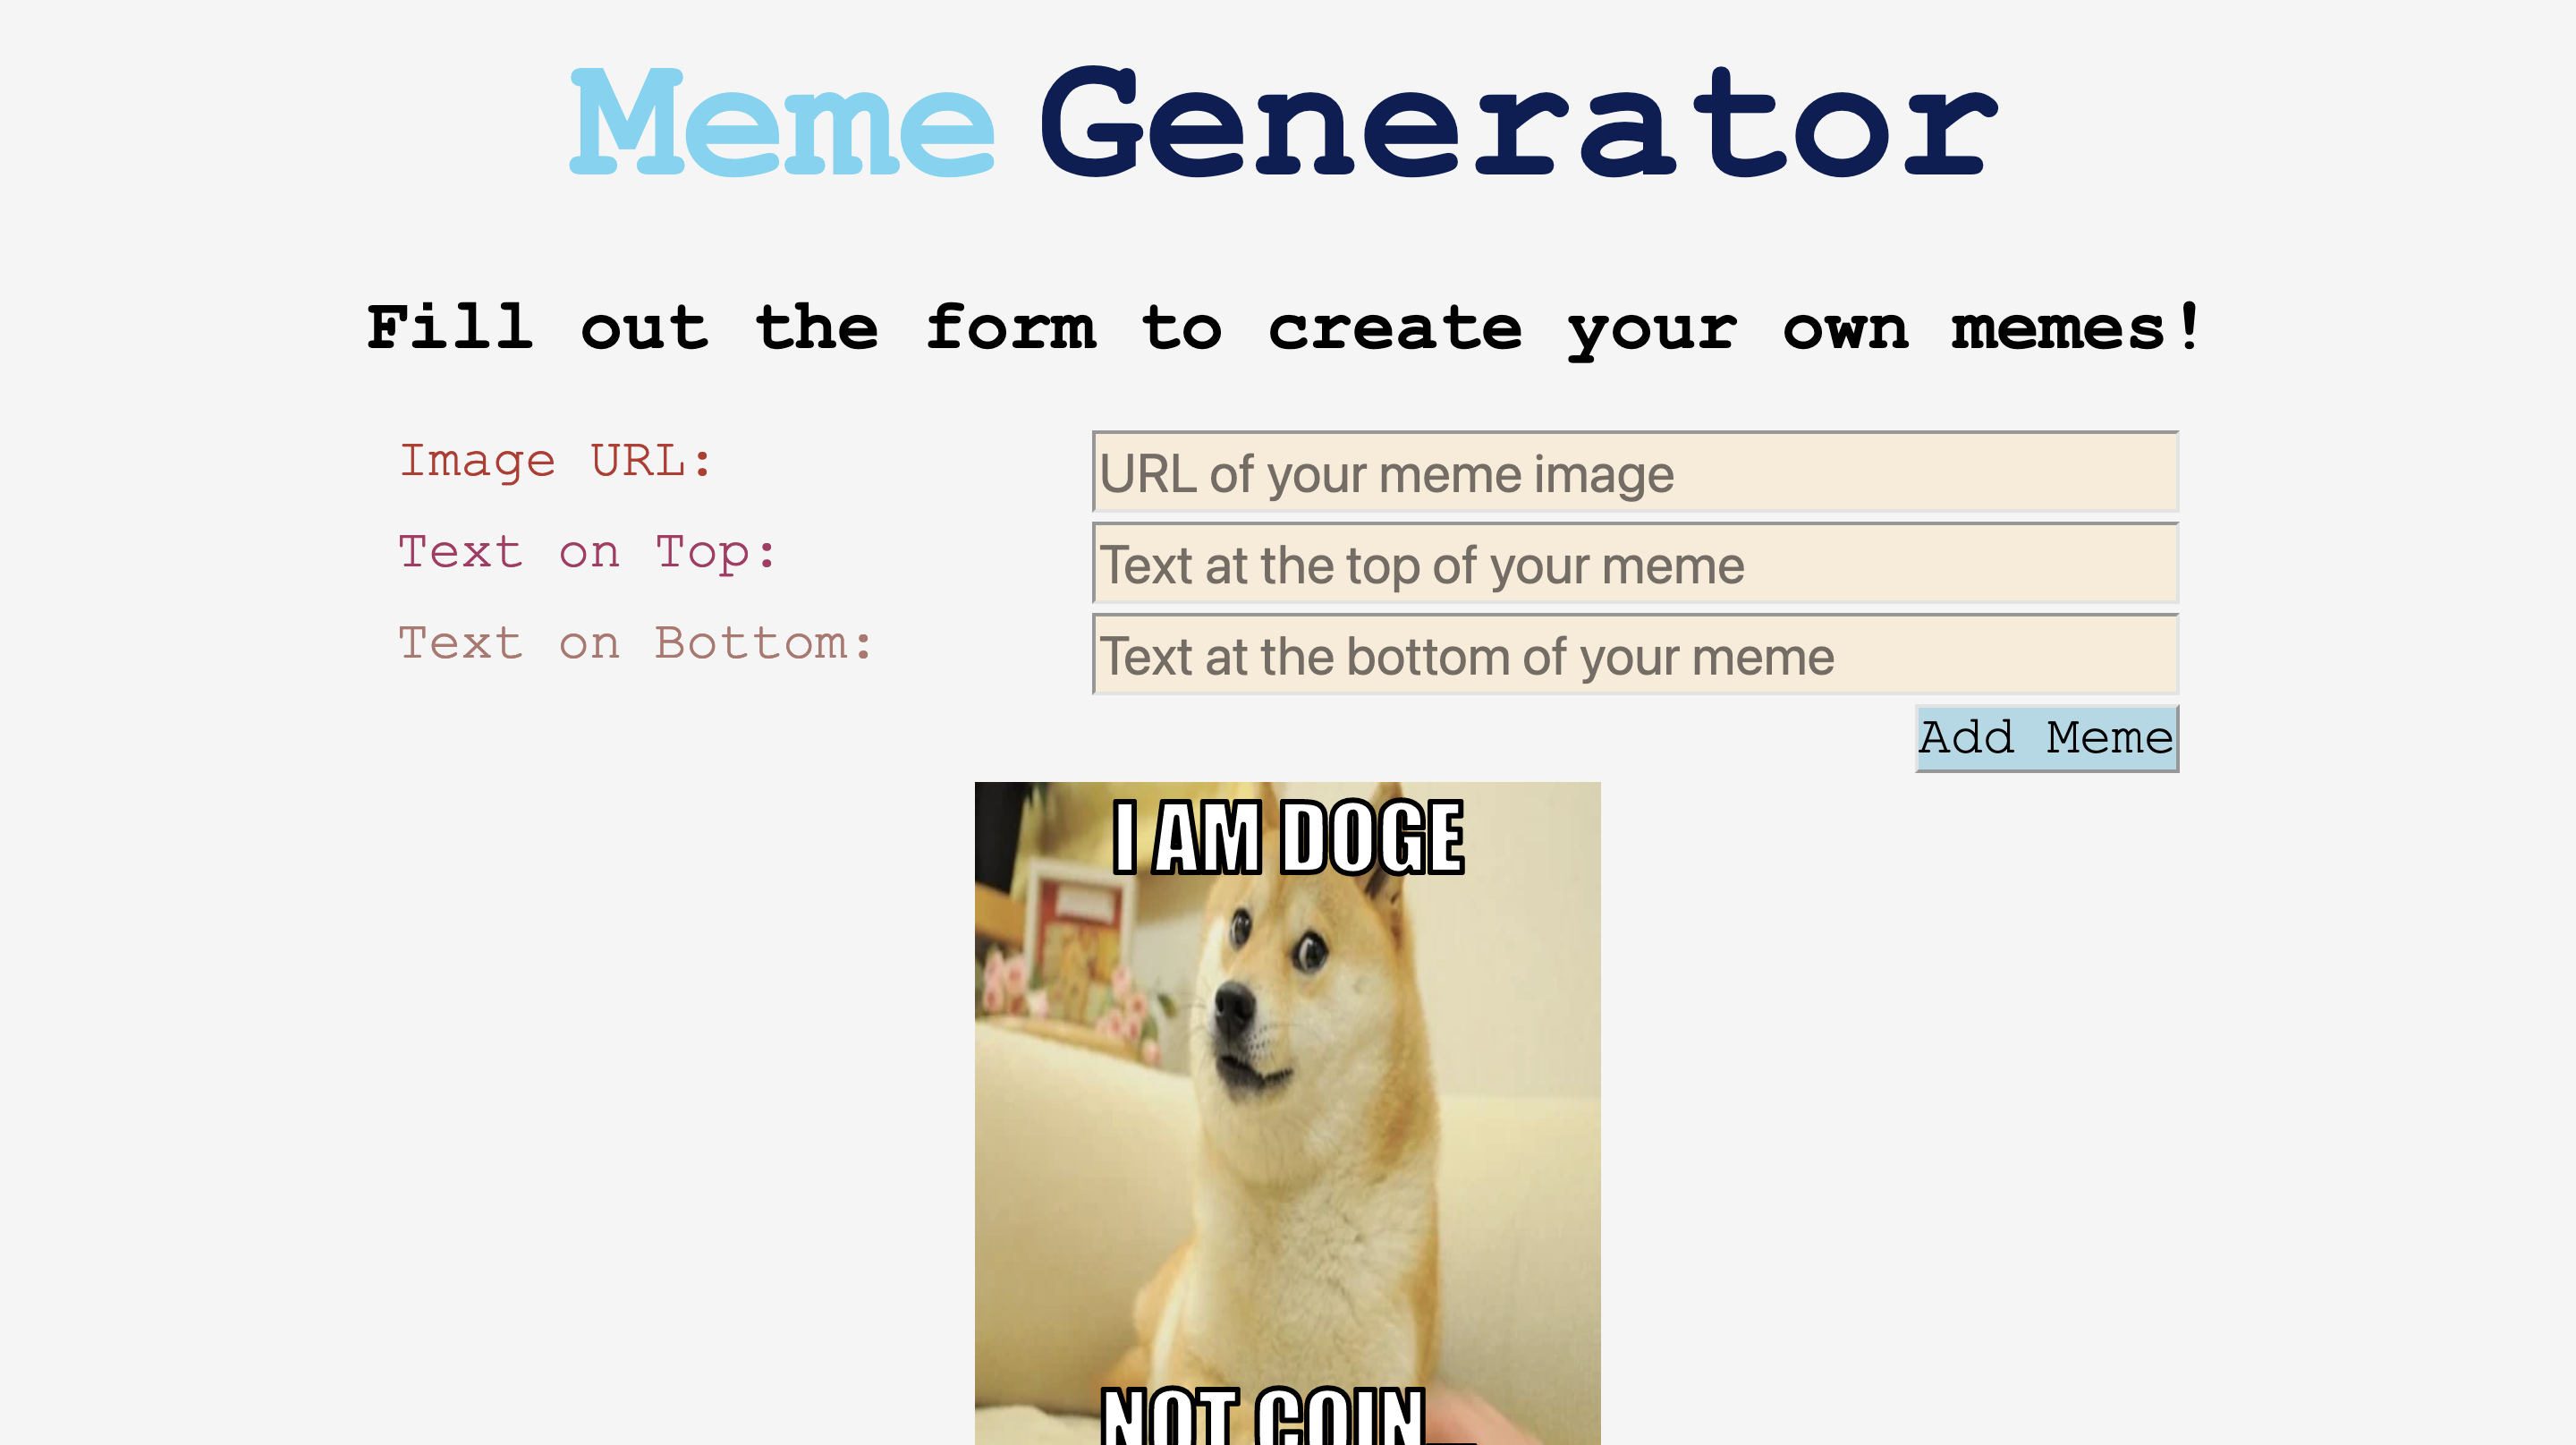 Meme Generator
Fill out the form to create your own memes!
Image URL:
URL of your meme image
Text on Top:
Text at the top of your meme
Text on Bottom:
Text at the bottom of your meme
Add Meme
I AM DOGE
NOT COIN